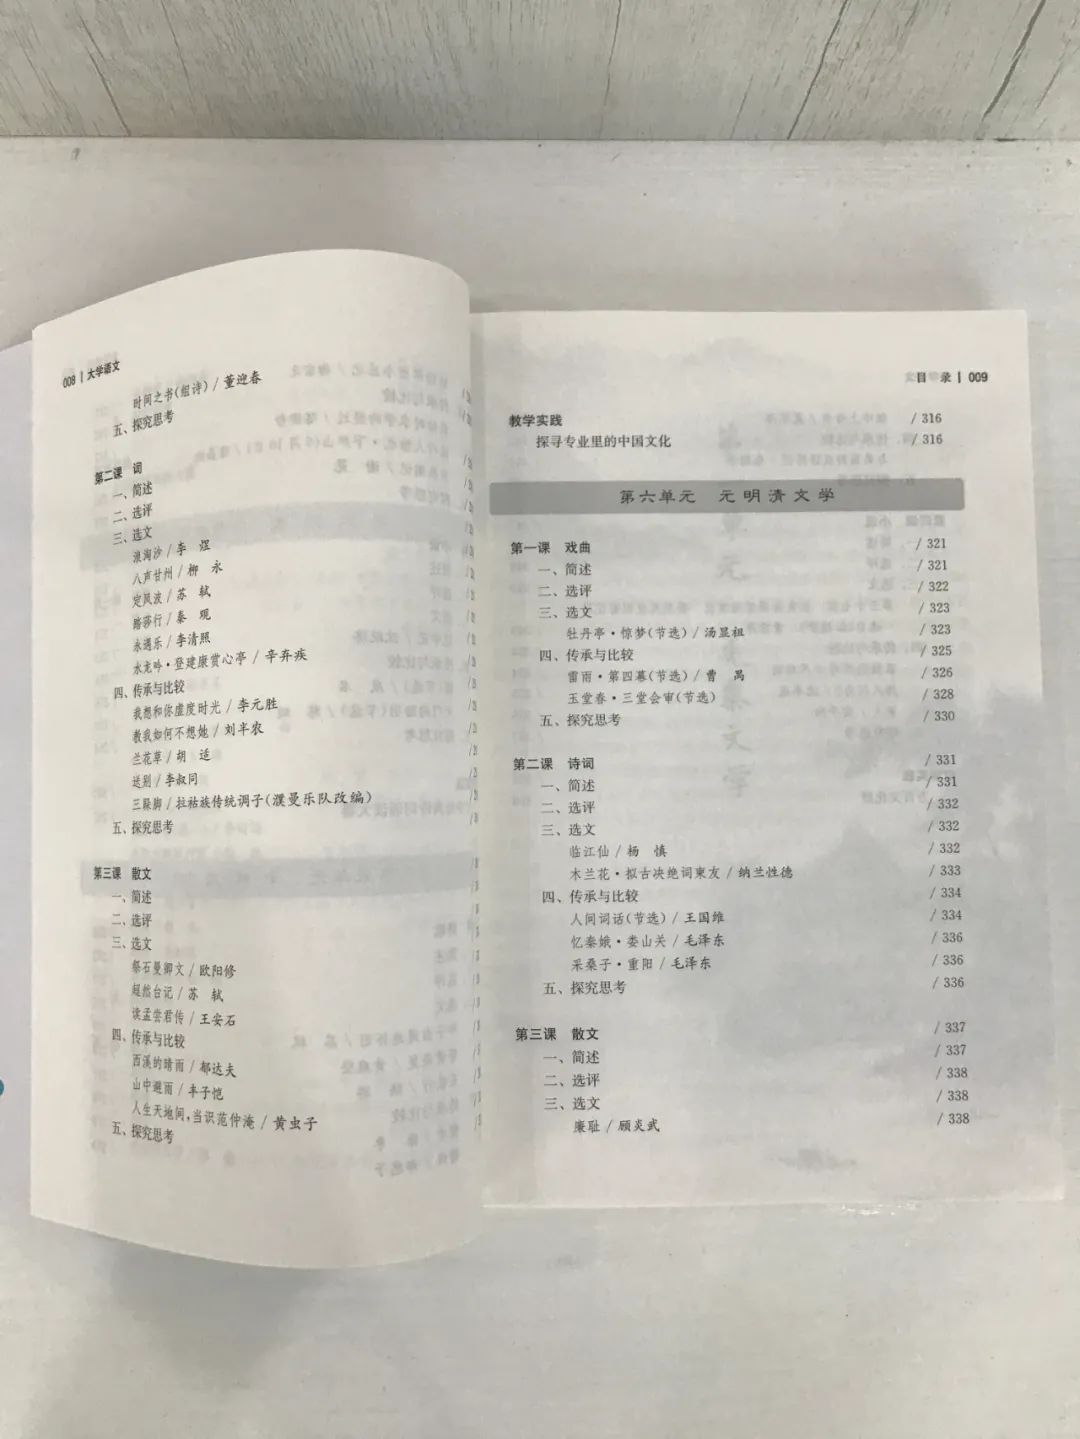 008 | 大学语文
时间之书(组诗) / 董迎春
五、探究思考
第二课 词
一、简述
二、选评
三、选文
浪淘沙 / 李 煜
八声甘州 / 柳 永
定风波 / 苏 轼
踏莎行 / 秦 观
永遇乐 / 李清照
水龙吟·登建康赏心亭 / 辛弃疾
四、传承与比较
我想和你虚度时光 / 李元胜
教我如何不想她 / 刘半农
兰花草 / 胡 适
送别 / 李叔同
三跺脚 / 拉祜族传统调子(濮曼乐队改编)
五、探究思考
第三课 散文
一、简述
二、选评
三、选文
祭石曼卿文 / 欧阳修
超然台记 / 苏 轼
读孟尝君传 / 王安石
四、传承与比较
西溪的晴雨 / 郁达夫
山中避雨 / 丰子恺
人生天地间,当识范仲淹 / 黄虫子
五、探究思考
目 录 | 009
教学实践 / 316
探寻专业里的中国文化 / 316
第六单元 元明清文学
第一课 戏曲 / 321
一、简述 / 321
二、选评 / 322
三、选文 / 323
牡丹亭·惊梦(节选) / 汤显祖 / 323
四、传承与比较 / 325
雷雨·第四幕(节选) / 曹 禺 / 326
玉堂春·三堂会审(节选) / 328
五、探究思考 / 330
第二课 诗词 / 331
一、简述 / 331
二、选评 / 332
三、选文 / 332
临江仙 / 杨 慎 / 332
木兰花·拟古决绝词柬友 / 纳兰性德 / 333
四、传承与比较 / 334
人间词话(节选) / 王国维 / 334
忆秦娥·娄山关 / 毛泽东 / 336
采桑子·重阳 / 毛泽东 / 336
五、探究思考 / 336
第三课 散文 / 337
一、简述 / 337
二、选评 / 338
三、选文 / 338
廉耻 / 顾炎武 / 338